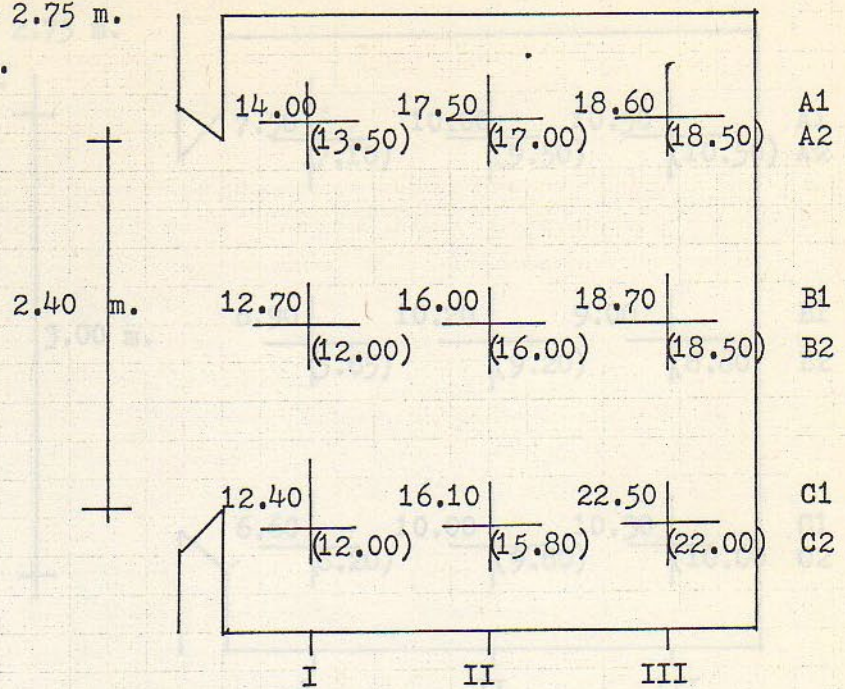 2.75 m.
14.00 17.50 18.60 A1
(13.50) (17.00) (18.50) A2
2.40 m. 12.70 16.00 18.70 B1
(12.00) (16.00) (18.50) B2
12.40 16.10 22.50 C1
(12.00) (15.80) (22.00) C2
I II III